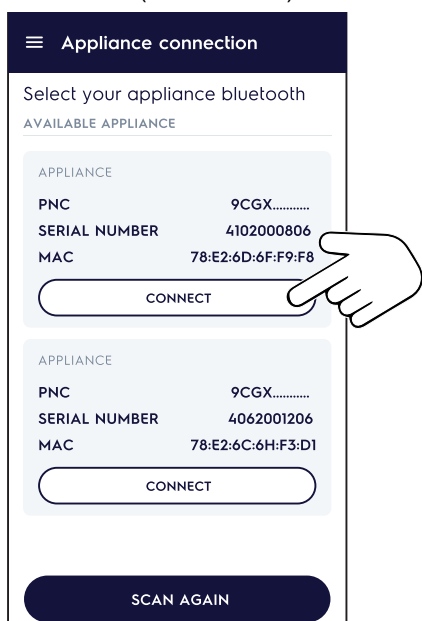 Appliance connection
Select your appliance bluetooth
AVAILABLE APPLIANCE
APPLIANCE
PNC 9CGX...........
SERIAL NUMBER 4102000806
MAC 78:E2:6D:6F:F9:F8
CONNECT
APPLIANCE
PNC 9CGX...........
SERIAL NUMBER 4062001206
MAC 78:E2:6C:6H:F3:D1
CONNECT
SCAN AGAIN